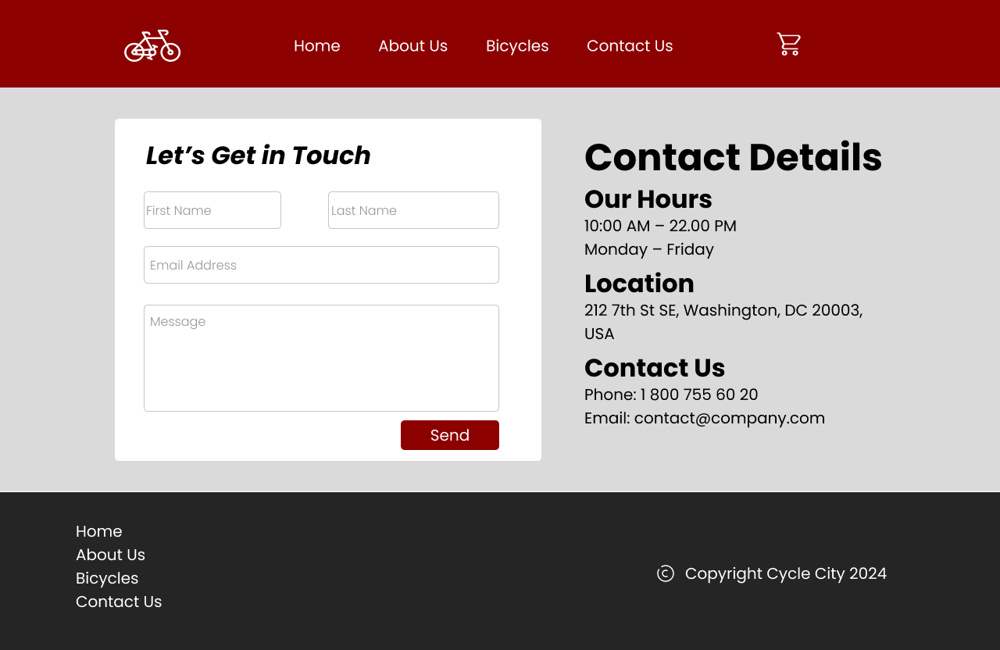 Home
About Us
Bicycles
Contact Us
Let’s Get in Touch
First Name
Last Name
Email Address
Message
Send
Contact Details
Our Hours
10:00 AM – 22.00 PM
Monday – Friday
Location
212 7th St SE, Washington, DC 20003,
USA
Contact Us
Phone: 1 800 755 60 20
Email: contact@company.com
Home
About Us
Bicycles
Contact Us
© Copyright Cycle City 2024